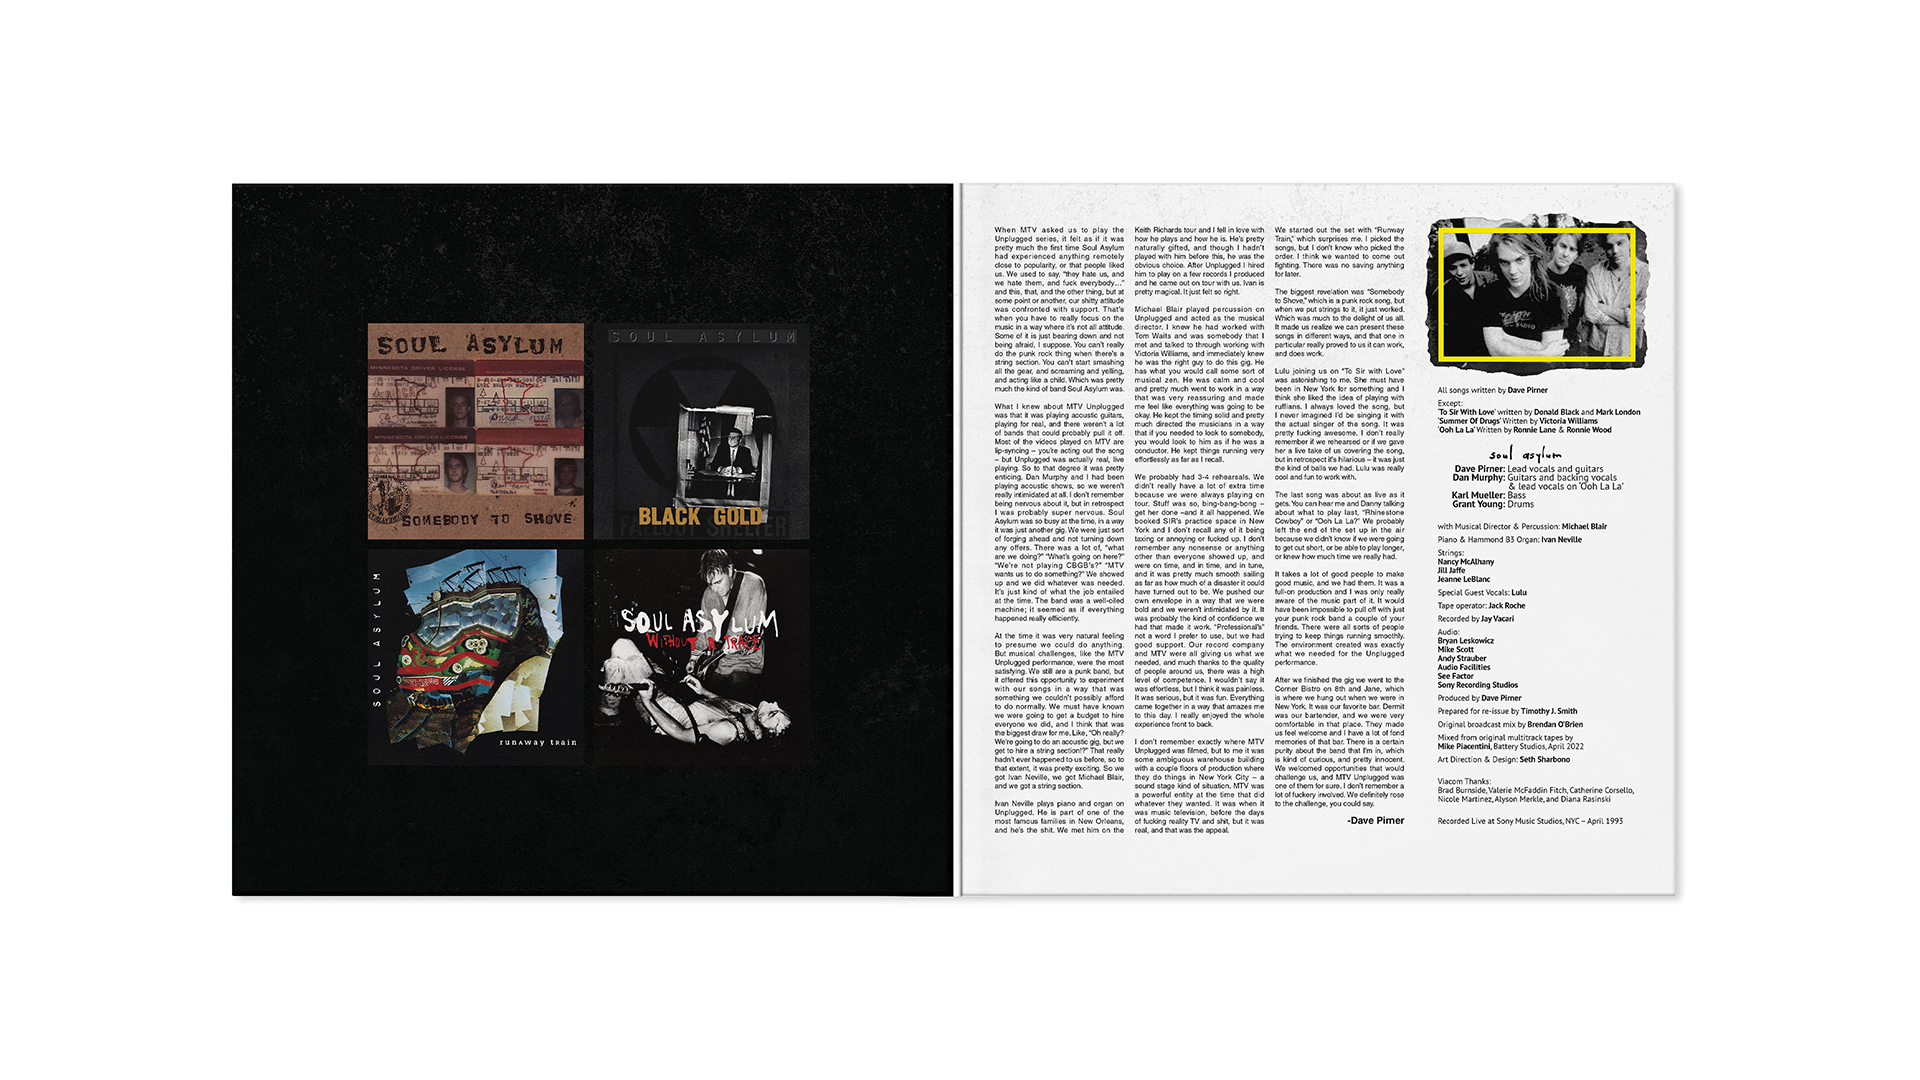 SOUL ASYLUM
MINNESOTA DRIVER LICENSE
MINNESOTA DRIVER LICENSE
SOMEBODY TO SHOVE
SOUL ASYLUM
BLACK GOLD
FALLOUT SHELTER
SOUL ASYLUM
runaway train
SOUL ASYLUM
WITHOUT A TRACE
When MTV asked us to play the
Unplugged series, it felt as if it was
pretty much the first time Soul Asylum
had experienced anything remotely
close to popularity, or that people liked
us. We used to say, “they hate us, and
we hate them, and fuck everybody…”
and this, that, and the other thing, but at
some point or another, our shitty attitude
was confronted with support. That’s
when you have to really focus on the
music in a way where it’s not all attitude.
Some of it is just bearing down and not
being afraid, I suppose. You can’t really
do the punk rock thing when there’s a
string section. You can’t start smashing
all the gear, and screaming and yelling,
and acting like a child. Which was pretty
much the kind of band Soul Asylum was.
What I knew about MTV Unplugged
was that it was playing acoustic guitars,
playing for real, and there weren’t a lot
of bands that could probably pull it off.
Most of the videos played on MTV are
lip-syncing – you’re acting out the song
– but Unplugged was actually real, live
playing. So to that degree it was pretty
enticing. Dan Murphy and I had been
playing acoustic shows, so we weren’t
really intimidated at all. I don’t remember
being nervous about it, but in retrospect
I was probably super nervous. Soul
Asylum was so busy at the time, in a way
it was just another gig. We were just sort
of forging ahead and not turning down
any offers. There was a lot of, “what
are we doing?” “What’s going on here?”
“We’re not playing CBGB’s?” “MTV
wants us to do something?” We showed
up and we did whatever was needed.
It’s just kind of what the job entailed
at the time. The band was a well-oiled
machine; it seemed as if everything
happened really efficiently.
At the time it was very natural feeling
to presume we could do anything.
But musical challenges, like the MTV
Unplugged performance, were the most
satisfying. We still are a punk band, but
it offered this opportunity to experiment
with our songs in a way that was
something we couldn’t possibly afford
to do normally. We must have known
we were going to get a budget to hire
everyone we did, and I think that was
the biggest draw for me. Like, “Oh really?
We’re going to do an acoustic gig, but we
get to hire a string section!?” That really
hadn’t ever happened to us before, so to
that extent, it was pretty exciting. So we
got Ivan Neville, we got Michael Blair,
and we got a string section.
Ivan Neville plays piano and organ on
Unplugged. He is part of one of the
most famous families in New Orleans,
and he’s the shit. We met him on the
Keith Richards tour and I fell in love with
how he plays and how he is. He’s pretty
naturally gifted, and though I hadn’t
played with him before this, he was the
obvious choice. After Unplugged I hired
him to play on a few records I produced
and he came out on tour with us. Ivan is
pretty magical. It just felt so right.
Michael Blair played percussion on
Unplugged and acted as the musical
director. I knew he had worked with
Tom Waits and was somebody that I
met and talked to through working with
Victoria Williams, and immediately knew
he was the right guy to do this gig. He
has what you would call some sort of
musical zen. He was calm and cool
and pretty much went to work in a way
that was very reassuring and made
me feel like everything was going to be
okay. He kept the timing solid and pretty
much directed the musicians in a way
that if you needed to look to somebody,
you would look to him as if he was a
conductor. He kept things running very
effortlessly as far as I recall.
We probably had 3-4 rehearsals. We
didn’t really have a lot of extra time
because we were always playing on
tour. Stuff was so, bing-bang-bong –
get her done –and it all happened. We
booked SIR’s practice space in New
York and I don’t recall any of it being
taxing or annoying or fucked up. I don’t
remember any nonsense or anything
other than everyone showed up, and
were on time, and in time, and in tune,
and it was pretty much smooth sailing
as far as how much of a disaster it could
have turned out to be. We pushed our
own envelope in a way that we were
bold and we weren’t intimidated by it. It
was probably the kind of confidence we
had that made it work. “Professional’s”
not a word I prefer to use, but we had
good support. Our record company
and MTV were all giving us what we
needed, and much thanks to the quality
of people around us, there was a high
level of competence. I wouldn’t say it
was effortless, but I think it was painless.
It was serious, but it was fun. Everything
came together in a way that amazes me
to this day. I really enjoyed the whole
experience front to back.
I don’t remember exactly where MTV
Unplugged was filmed, but to me it was
some ambiguous warehouse building
with a couple floors of production where
they do things in New York City – a
sound stage kind of situation. MTV was
a powerful entity at the time that did
whatever they wanted. It was when it
was music television, before the days
of fucking reality TV and shit, but it was
real, and that was the appeal.
We started out the set with “Runway
Train,” which surprises me. I picked the
songs, but I don’t know who picked the
order. I think we wanted to come out
fighting. There was no saving anything
for later.
The biggest revelation was “Somebody
to Shove,” which is a punk rock song, but
when we put strings to it, it just worked.
Which was much to the delight of us all.
It made us realize we can present these
songs in different ways, and that one in
particular really proved to us it can work,
and does work.
Lulu joining us on “To Sir with Love”
was astonishing to me. She must have
been in New York for something and I
think she liked the idea of playing with
ruffians. I always loved the song, but
I never imagined I’d be singing it with
the actual singer of the song. It was
pretty fucking awesome. I don’t really
remember if we rehearsed or if we gave
her a live take of us covering the song,
but in retrospect it’s hilarious – it was just
the kind of balls we had. Lulu was really
cool and fun to work with.
The last song was about as live as it
gets. You can hear me and Danny talking
about what to play last, “Rhinestone
Cowboy” or “Ooh La La?” We probably
left the end of the set up in the air
because we didn’t know if we were going
to get cut short, or be able to play longer,
or knew how much time we really had.
It takes a lot of good people to make
good music, and we had them. It was a
full-on production and I was only really
aware of the music part of it. It would
have been impossible to pull off with just
your punk rock band a couple of your
friends. There were all sorts of people
trying to keep things running smoothly.
The environment created was exactly
what we needed for the Unplugged
performance.
After we finished the gig we went to the
Corner Bistro on 8th and Jane, which
is where we hung out when we were in
New York. It was our favorite bar. Dermit
was our bartender, and we were very
comfortable in that place. They made
us feel welcome and I have a lot of fond
memories of that bar. There is a certain
purity about the band that I’m in, which
is kind of curious, and pretty innocent.
We welcomed opportunities that would
challenge us, and MTV Unplugged was
one of them for sure. I don’t remember a
lot of fuckery involved. We definitely rose
to the challenge, you could say.
-Dave Pirner
RADIO
All songs written by Dave Pirner
Except:
‘To Sir With Love’ written by Donald Black and Mark London
‘Summer Of Drugs’ Written by Victoria Williams
‘Ooh La La’ Written by Ronnie Lane & Ronnie Wood
soul asylum
Dave Pirner: Lead vocals and guitars
Dan Murphy: Guitars and backing vocals
& lead vocals on ‘Ooh La La’
Karl Mueller: Bass
Grant Young: Drums
with Musical Director & Percussion: Michael Blair
Piano & Hammond B3 Organ: Ivan Neville
Strings:
Nancy McAlhany
Jill Jaffe
Jeanne LeBlanc
Special Guest Vocals: Lulu
Tape operator: Jack Roche
Recorded by Jay Vacari
Audio:
Bryan Leskowicz
Mike Scott
Andy Strauber
Audio Facilities
See Factor
Sony Recording Studios
Produced by Dave Pirner
Prepared for re-issue by Timothy J. Smith
Original broadcast mix by Brendan O’Brien
Mixed from original multitrack tapes by
Mike Piacentini, Battery Studios, April 2022
Art Direction & Design: Seth Sharbono
Viacom Thanks:
Brad Burnside, Valerie McFaddin Fitch, Catherine Corsello,
Nicole Martinez, Alyson Merkle, and Diana Rasinski
Recorded Live at Sony Music Studios, NYC – April 1993